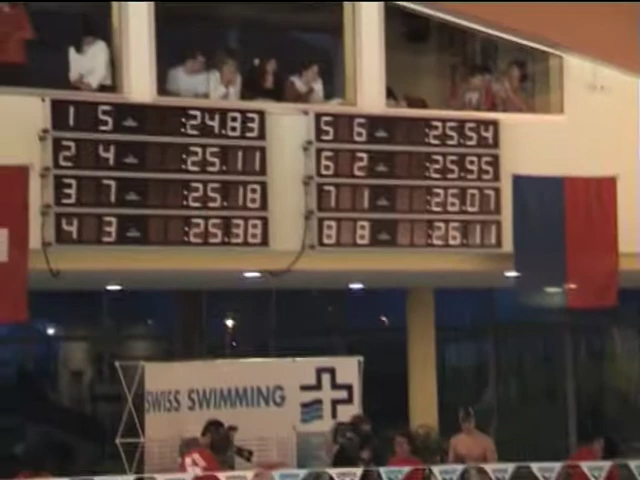 1 5 :24.83
2 4 :25.11
3 7 :25.18
4 3 :25.38
5 6 :25.54
6 2 :25.95
7 1 :26.07
8 8 :26.11
SWISS SWIMMING